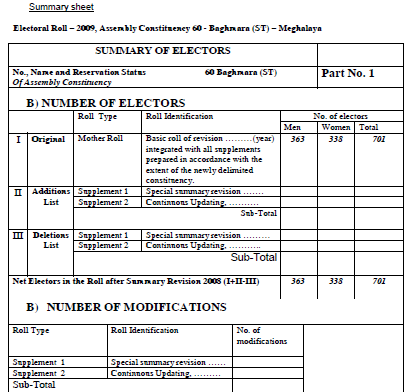 Summary sheet
Electoral Roll – 2009, Assembly Constituency 60 - Baghmara (ST) – Meghalaya
SUMMARY OF ELECTORS
No., Name and Reservation Status 60 Baghmara (ST) Part No. 1
Of Assembly Constituency
B) NUMBER OF ELECTORS
Roll Type Roll Identification No. of electors
Men Women Total
I Original Mother Roll Basic roll of revision ………(year) 363 338 701
integrated with all supplements
prepared in accordance with the
extent of the newly delimited
constituency.
II Additions Supplement 1 Special summary revision …….
List Supplement 2 Continuous Updating, ……….
Sub-Total
III Deletions Supplement 1 Special summary revision ……….
List Supplement 2 Continuous Updating, ………..
Sub-Total
Net Electors in the Roll after Summary Revision 2008 (I+II-III) 363 338 701
B) NUMBER OF MODIFICATIONS
Roll Type Roll Identification No. of
modifications
Supplement 1 Special summary revision ……
Supplement 2 Continuous Updating, ………
Sub-Total